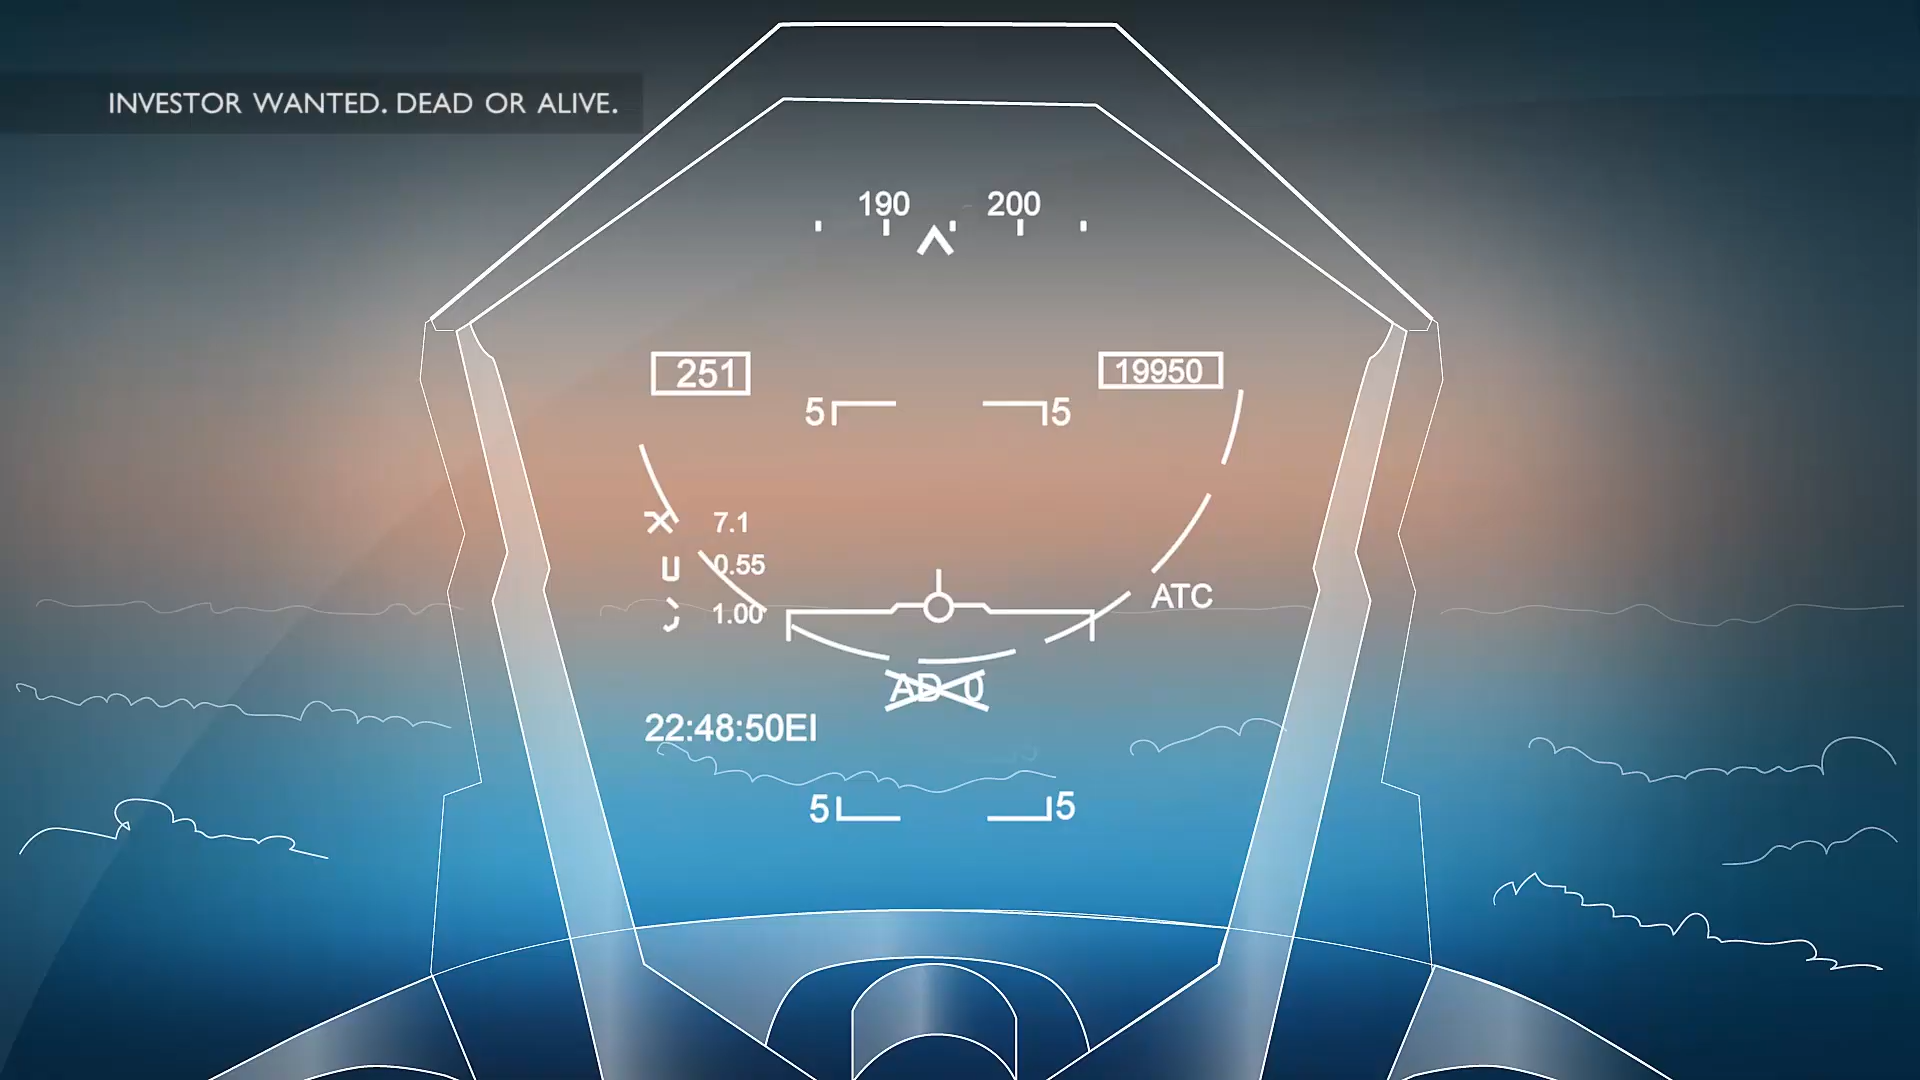 INVESTOR WANTED. DEAD OR ALIVE.
190 200
251 19950
5 5
7.1
0.55
1.00
ATC
AD 0
22:48:50EI
5 5